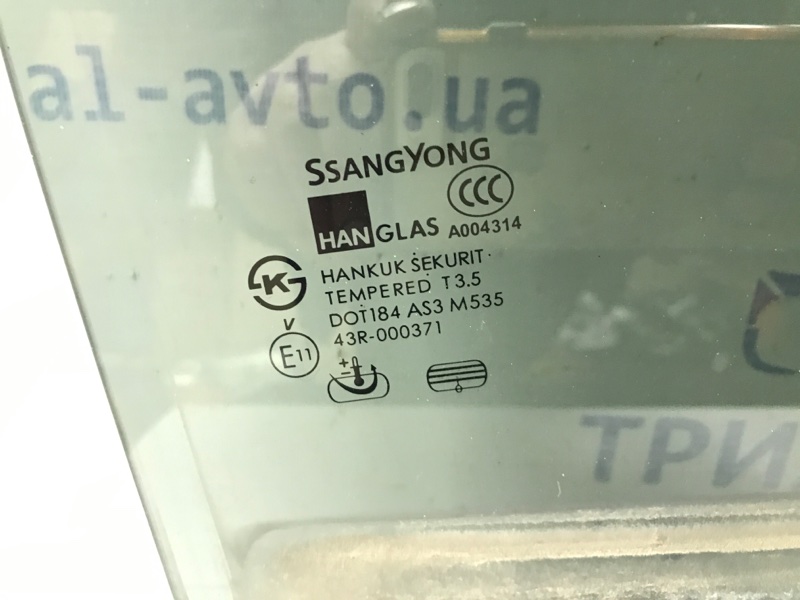 al-avto.ua
SSANGYONG
CCC
HANGLAS A004314
K
HANKUK SEKURIT
TEMPERED T3.5
DOT184 AS3 M535
V
43R-000371
E11
+
−
ТРИ